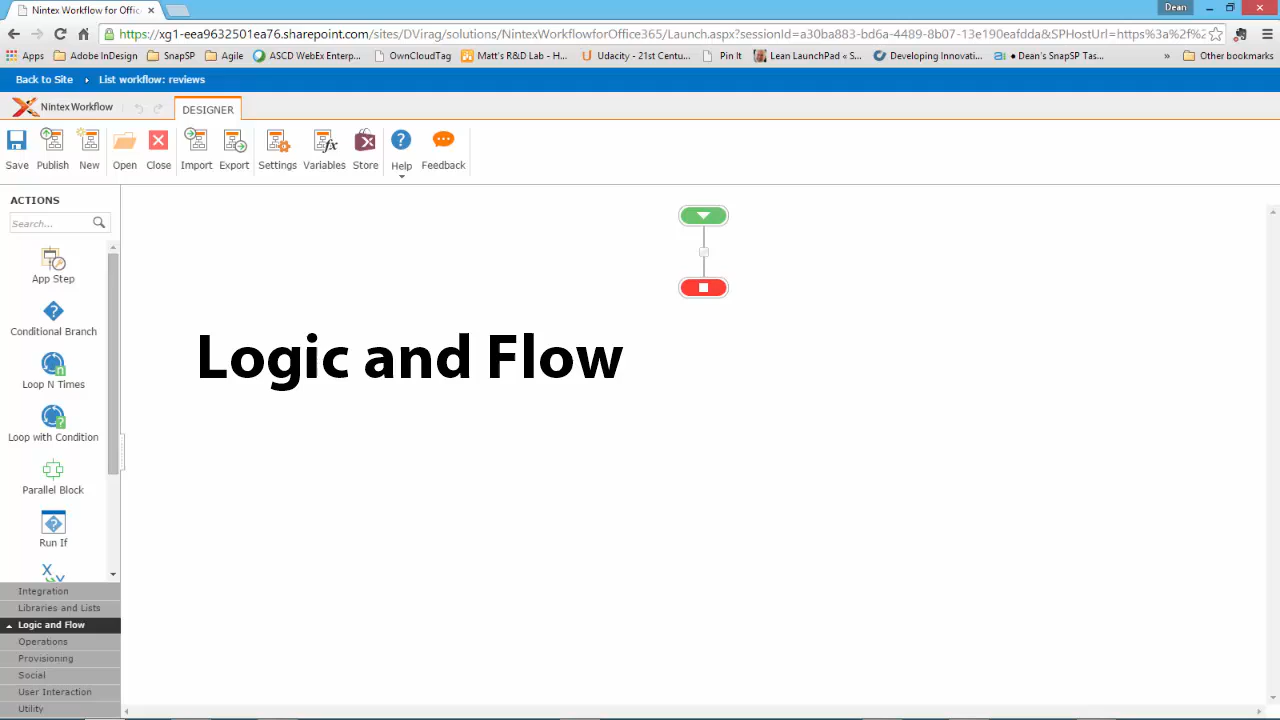 Nintex Workflow for Offic
Dean
https://xg1-eea9632501ea76.sharepoint.com/sites/DVirag/solutions/NintexWorkflowforOffice365/Launch.aspx?sessionId=a30ba883-bd6a-4489-8b07-13e190eafdda&SPHostUrl=https%3a%2f%2
Apps Adobe InDesign SnapSP Agile ASCD WebEx Enterp... OwnCloudTag Matt's R&D Lab - H... Udacity - 21st Centu... Pin It Lean LaunchPad « S... Developing Innovati... ai • Dean's SnapSP Tas... » Other bookmarks
Back to Site List workflow: reviews
Nintex Workflow DESIGNER
Save Publish New Open Close Import Export Settings Variables Store Help Feedback
ACTIONS
Search...
App Step
Conditional Branch
Logic and Flow
Loop N Times
Loop with Condition
Parallel Block
Run If
Integration
Libraries and Lists
Logic and Flow
Operations
Provisioning
Social
User Interaction
Utility